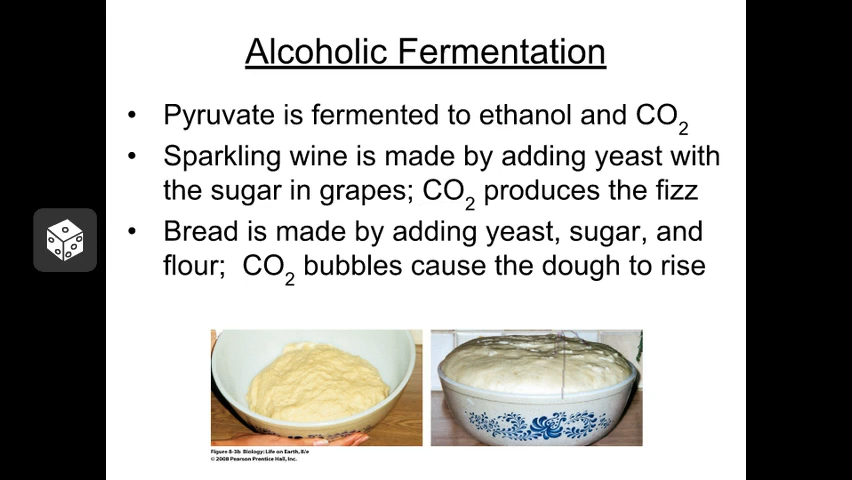 Alcoholic Fermentation
• Pyruvate is fermented to ethanol and CO2
• Sparkling wine is made by adding yeast with
the sugar in grapes; CO2 produces the fizz
• Bread is made by adding yeast, sugar, and
flour;  CO2 bubbles cause the dough to rise
Figure 8-3b Biology: Life on Earth, 8/e
© 2008 Pearson Prentice Hall, Inc.